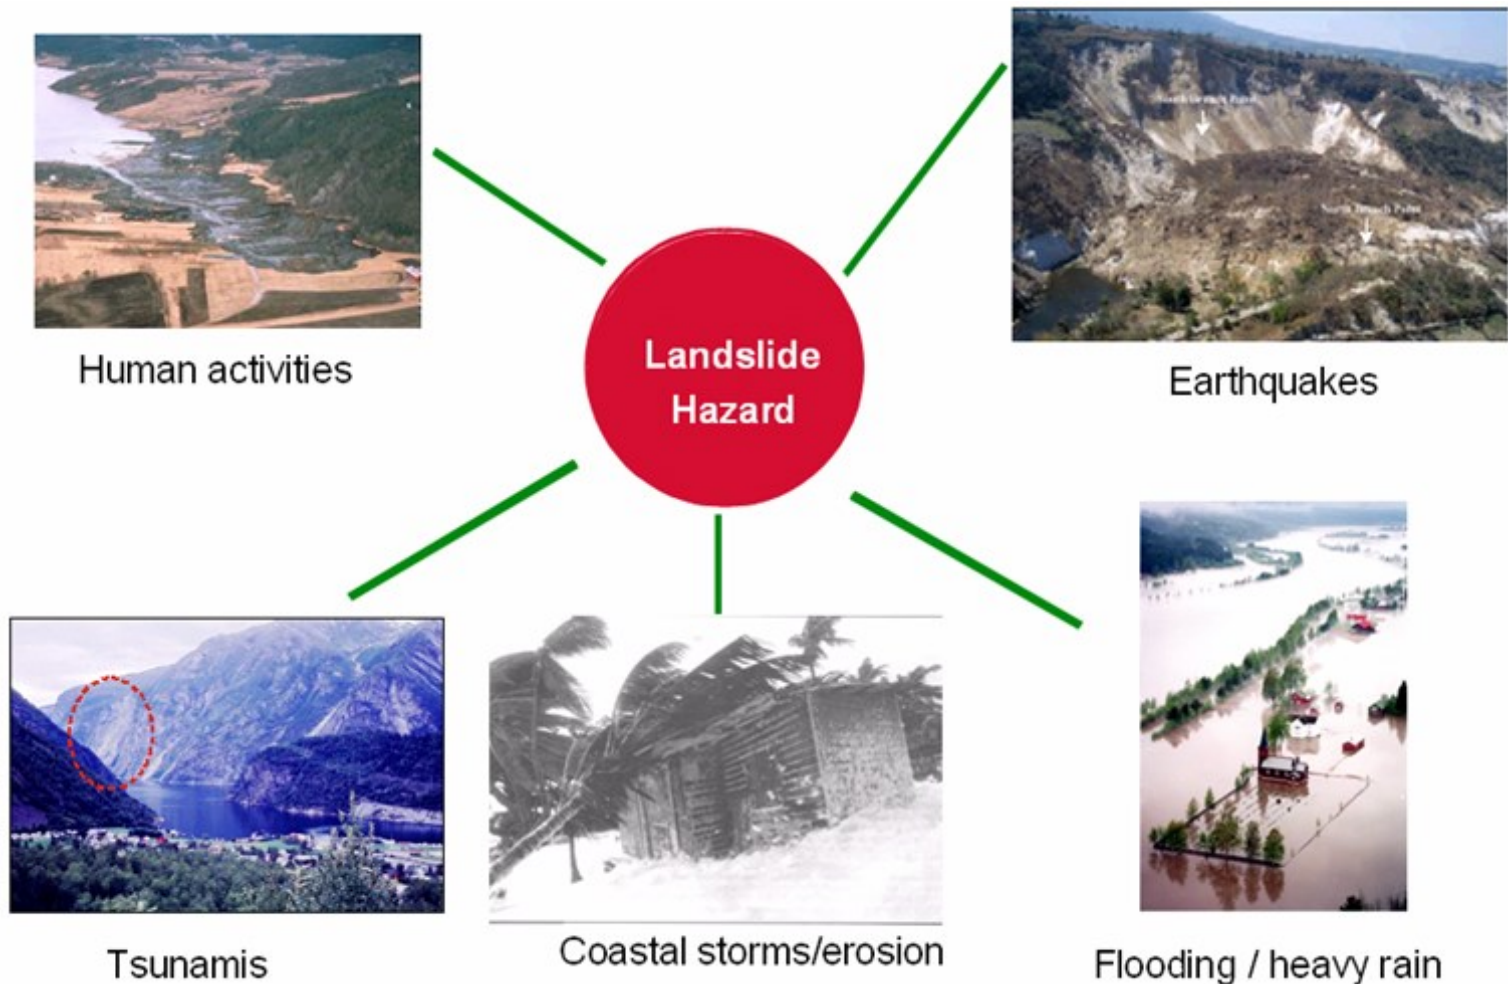 Human activities
Landslide
Hazard
Earthquakes
Tsunamis
Coastal storms/erosion
Flooding / heavy rain